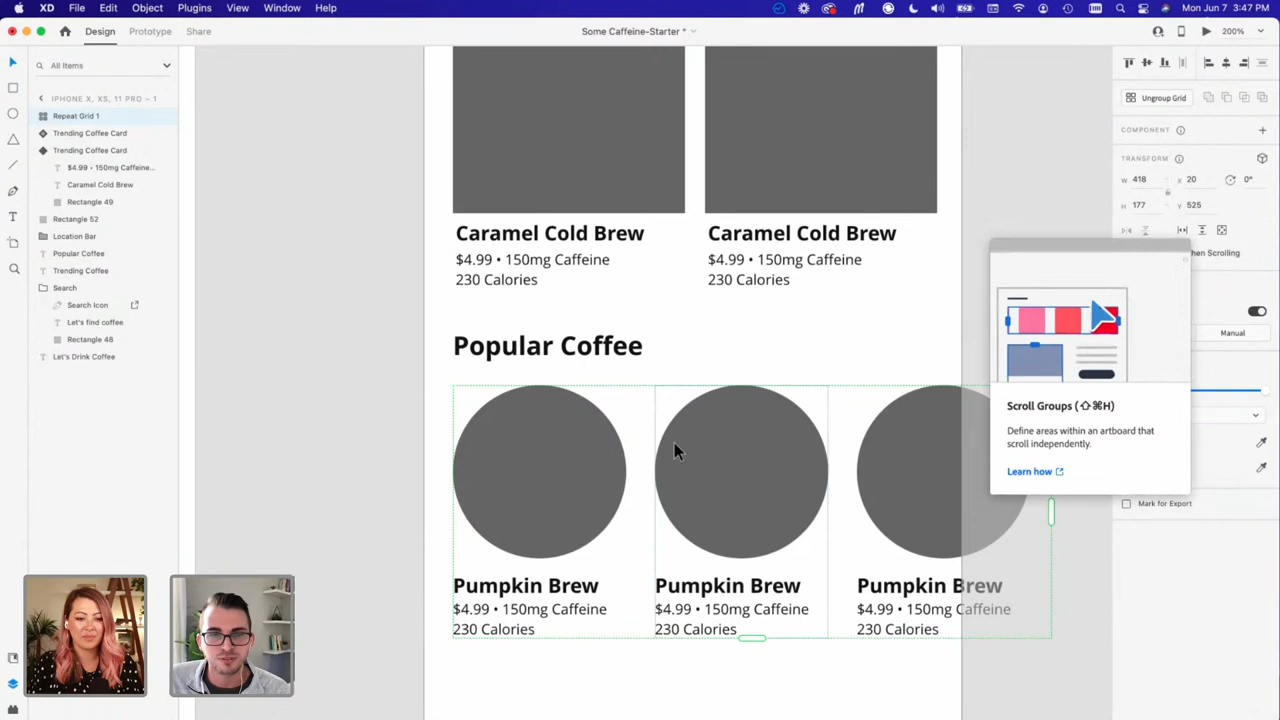 XD File Edit Object Plugins View Window Help Mon Jun 7 3:47 PM
Design Prototype Share Some Caffeine-Starter * 200%
All Items
IPHONE X, XS, 11 PRO – 1
Repeat Grid 1
Trending Coffee Card
Trending Coffee Card
$4.99 • 150mg Caffeine...
Caramel Cold Brew
Rectangle 49
Rectangle 52
Location Bar
Popular Coffee
Trending Coffee
Search
Search Icon
Let's find coffee
Rectangle 48
Let's Drink Coffee
Caramel Cold Brew
$4.99 • 150mg Caffeine
230 Calories
Caramel Cold Brew
$4.99 • 150mg Caffeine
230 Calories
Popular Coffee
Pumpkin Brew
$4.99 • 150mg Caffeine
230 Calories
Pumpkin Brew
$4.99 • 150mg Caffeine
230 Calories
Pumpkin Brew
$4.99 • 150mg Caffeine
230 Calories
Ungroup Grid
COMPONENT
TRANSFORM
W 418 X 20 0°
H 177 Y 525
hen Scrolling
Manual
Scroll Groups (⇧⌘H)
Define areas within an artboard that
scroll independently.
Learn how
Mark for Export